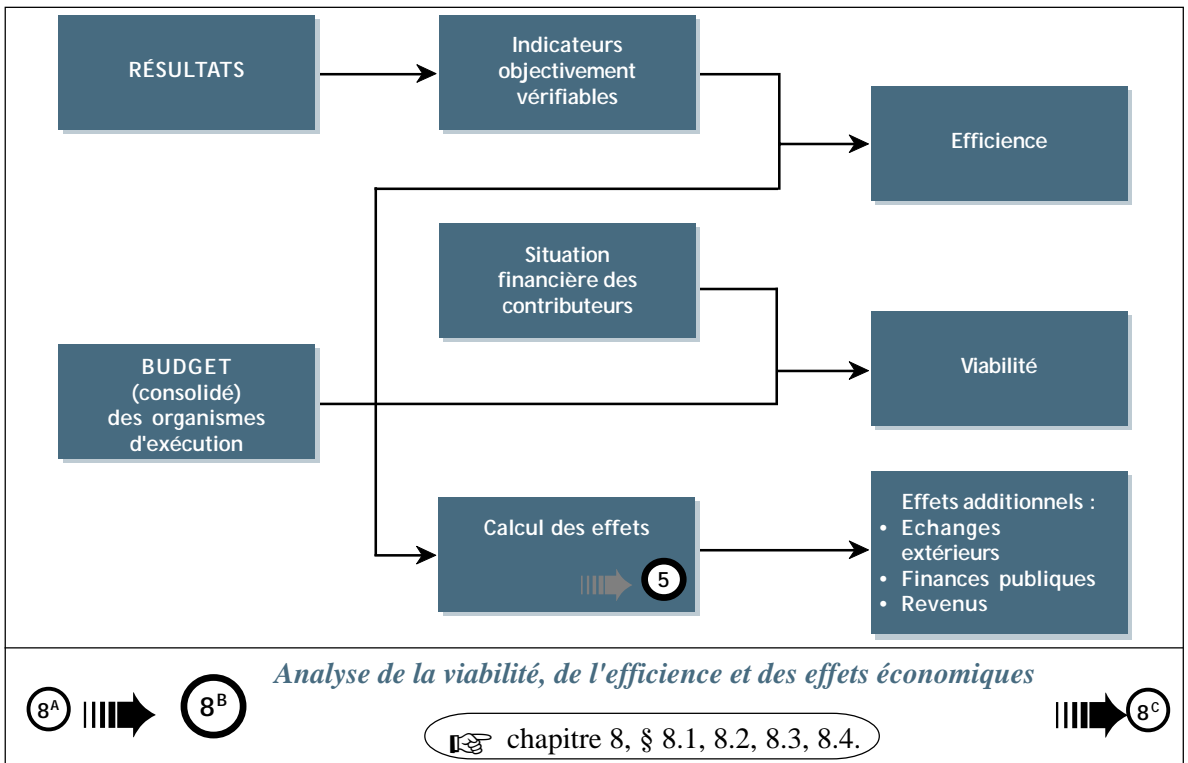 RÉSULTATS
Indicateurs
objectivement
vérifiables
Efficience
Situation
financière des
contributeurs
BUDGET
(consolidé)
des organismes
d'exécution
Viabilité
Calcul des effets
5
Effets additionnels :
• Echanges
extérieurs
• Finances publiques
• Revenus
Analyse de la viabilité, de l'efficience et des effets économiques
8A
8B
8C
chapitre 8, § 8.1, 8.2, 8.3, 8.4.